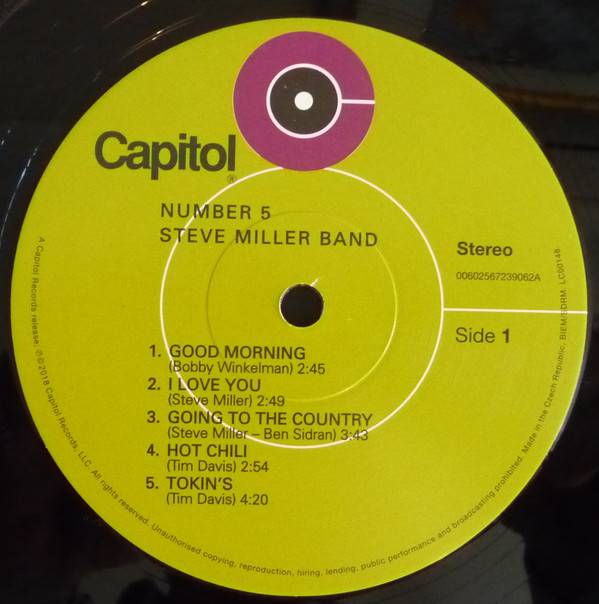 Capitol®
NUMBER 5
STEVE MILLER BAND
Stereo
00602567239062A
Side 1
1. GOOD MORNING
(Bobby Winkelman) 2:45
2. I LOVE YOU
(Steve Miller) 2:49
3. GOING TO THE COUNTRY
(Steve Miller – Ben Sidran) 3:43
4. HOT CHILI
(Tim Davis) 2:54
5. TOKIN'S
(Tim Davis) 4:20
A Capitol Records release; ℗©2018 Capitol Records, LLC. All rights reserved. Unauthorised copying, reproduction, hiring, lending, public performance and broadcasting prohibited. Made in the Czech Republic. BIEM/SDRM. LC00148